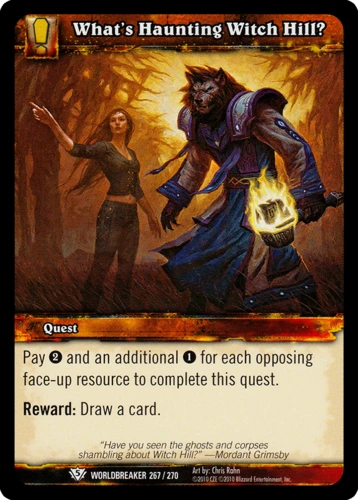 What's Haunting Witch Hill?
Quest
Pay 2 and an additional 1 for each opposing
face-up resource to complete this quest.
Reward: Draw a card.
"Have you seen the ghosts and corpses
shambling about Witch Hill?" —Mordant Grimsby
5 WORLDBREAKER 267 / 270
Art by: Chris Rahn
©2010 CZE ©2010 Blizzard Entertainment, Inc.